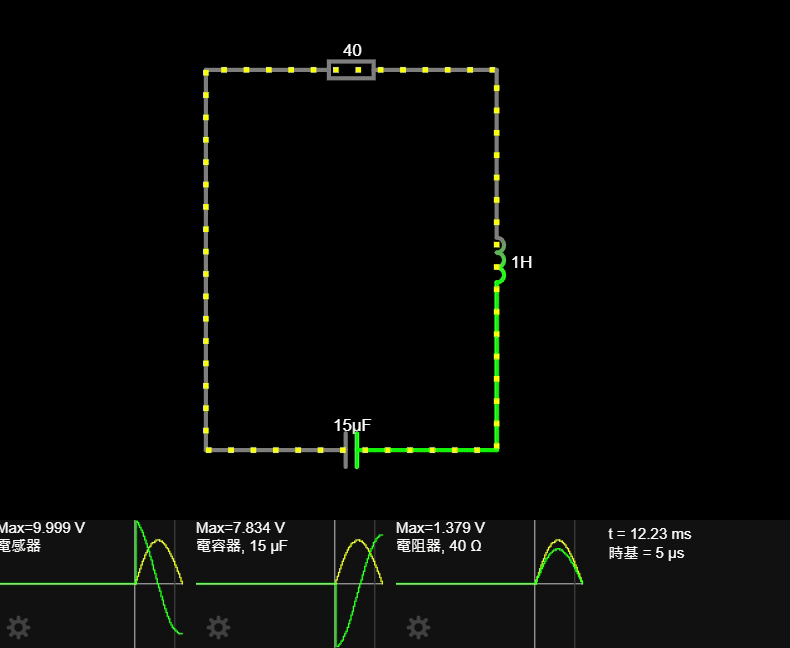 40
1H
15μF
Max=9.999 V
電感器
Max=7.834 V
電容器, 15 μF
Max=1.379 V
電阻器, 40 Ω
t = 12.23 ms
時基 = 5 μs